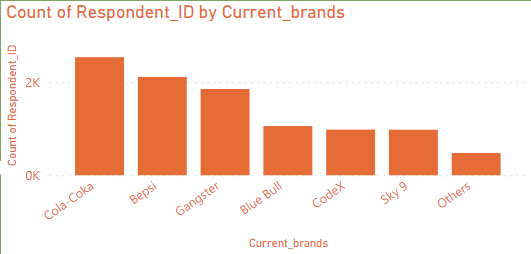 Count of Respondent_ID by Current_brands
Count of Respondent_ID
2K
0K
Cola-Coka
Bepsi
Gangster
Blue Bull
CodeX
Sky 9
Others
Current_brands